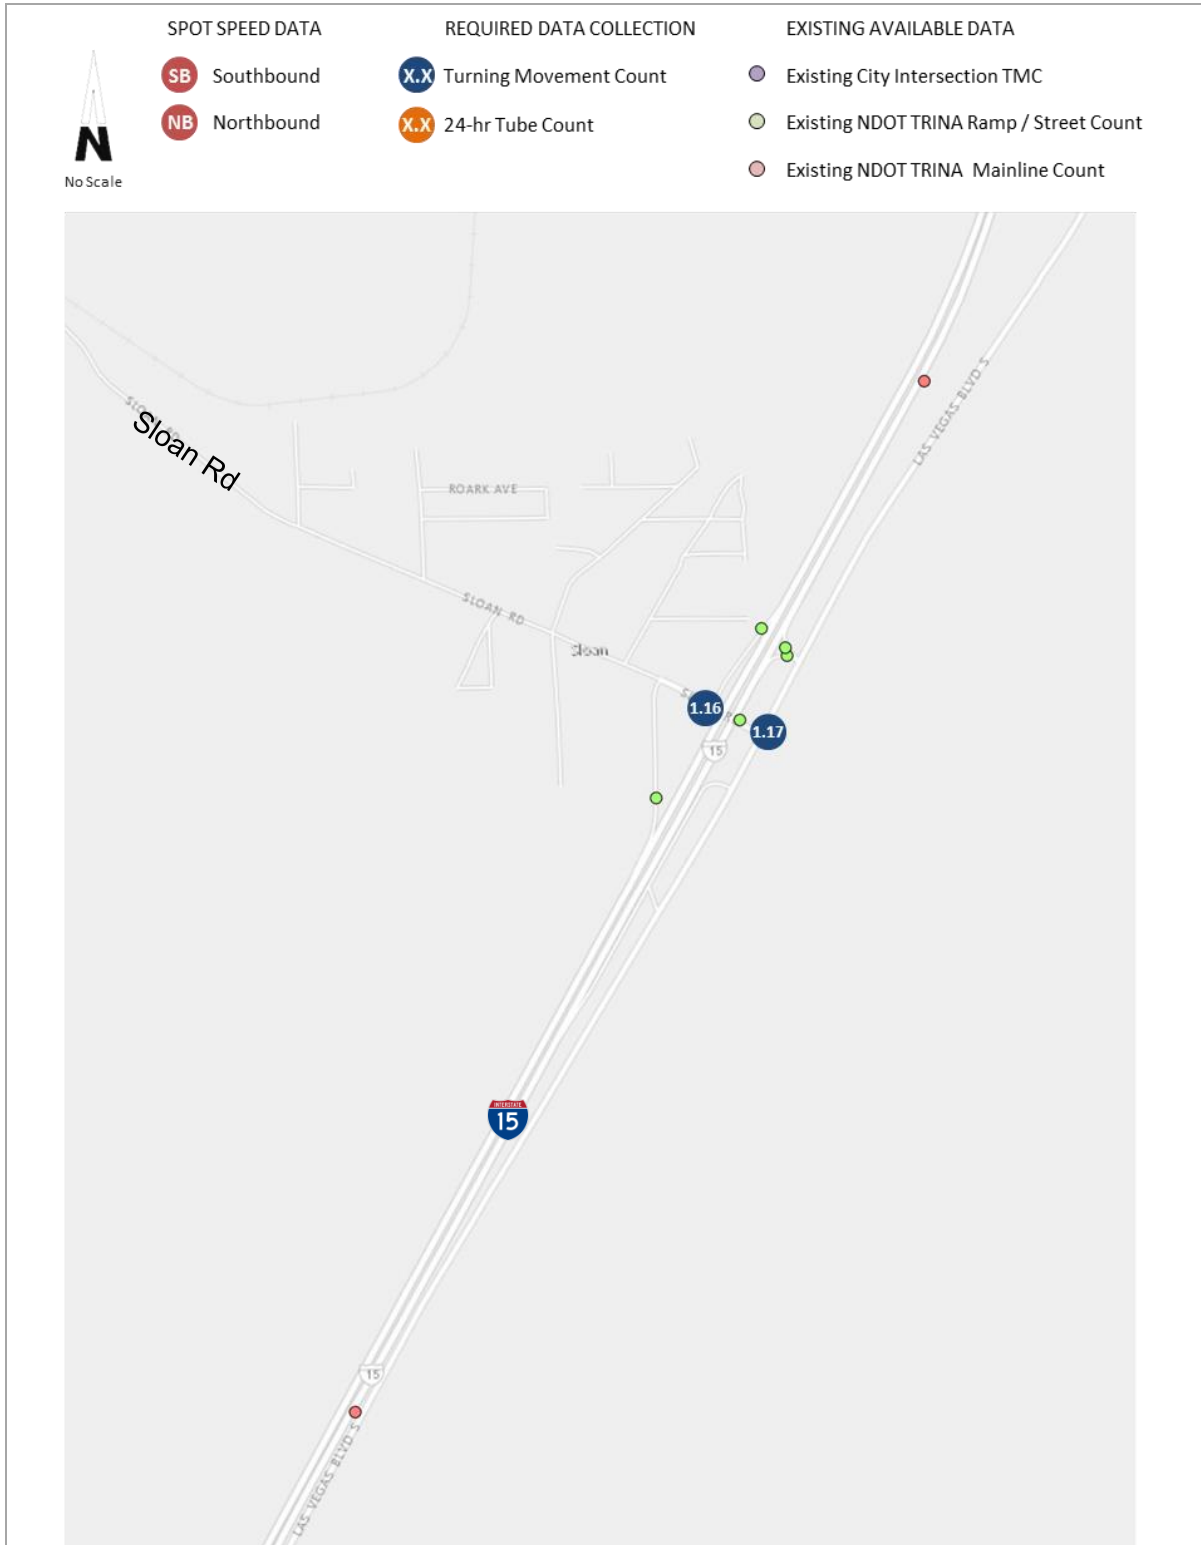 SPOT SPEED DATA
REQUIRED DATA COLLECTION
EXISTING AVAILABLE DATA
SB Southbound
X.X Turning Movement Count
Existing City Intersection TMC
NB Northbound
X.X 24-hr Tube Count
Existing NDOT TRINA Ramp / Street Count
N
No Scale
Existing NDOT TRINA Mainline Count
LAS VEGAS BLVD S
Sloan Rd
ROARK AVE
SLOAN RD
Sloan
1.16
1.17
15
INTERSTATE
15
15
LAS VEGAS BLVD S